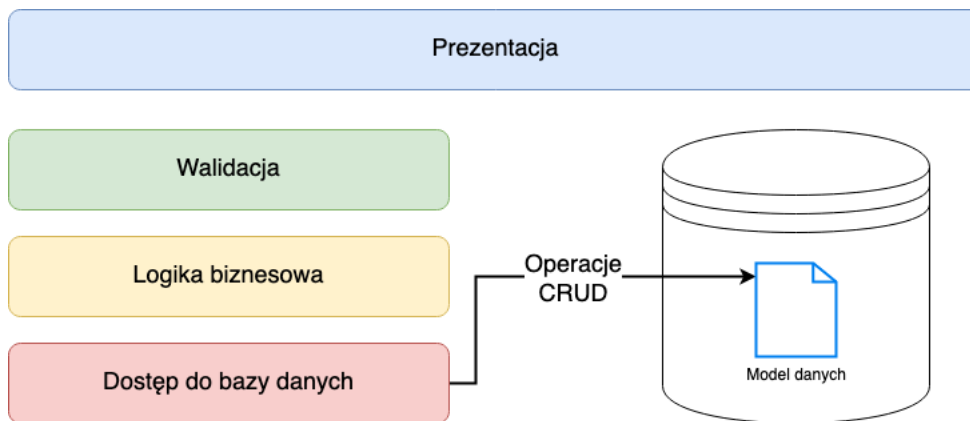 Prezentacja
Walidacja
Logika biznesowa
Operacje
CRUD
Dostęp do bazy danych
Model danych